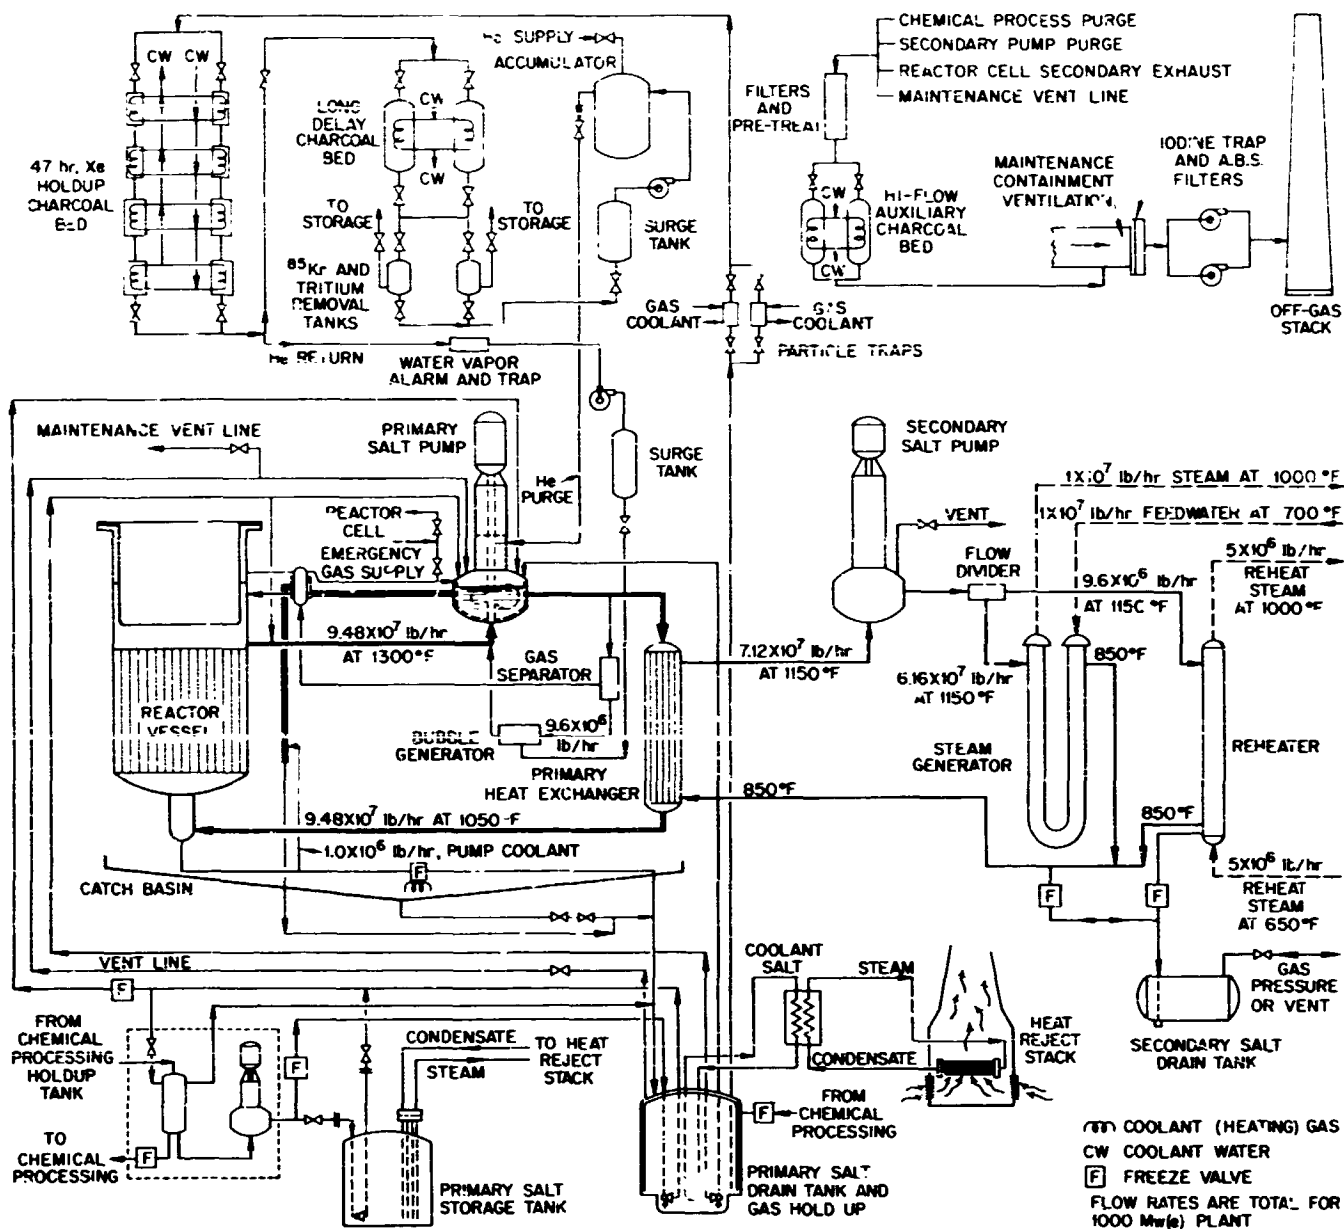 CHEMICAL PROCESS PURGE
SECONDARY PUMP PURGE
REACTOR CELL SECONDARY EXHAUST
MAINTENANCE VENT LINE
He SUPPLY
ACCUMULATOR
CW CW
FILTERS
AND
PRE-TREAT
LONG
DELAY
CHARCOAL
BED
CW
CW
47 hr, Xe
HOLDUP
CHARCOAL
BED
IODINE TRAP
AND A.B.S.
FILTERS
MAINTENANCE
CONTAINMENT
VENTILATION
CW
HI-FLOW
AUXILIARY
CHARCOAL
BED
CW
TO
STORAGE
TO
STORAGE
SURGE
TANK
85Kr AND
TRITIUM
REMOVAL
TANKS
GAS
COOLANT
GAS
COOLANT
OFF-GAS
STACK
PARTICLE TRAPS
He RETURN
WATER VAPOR
ALARM AND TRAP
PRIMARY
SALT PUMP
SECONDARY
SALT PUMP
MAINTENANCE VENT LINE
SURGE
TANK
He
PURGE
1X10⁷ lb/hr STEAM AT 1000 °F
REACTOR
CELL
EMERGENCY
GAS SUPPLY
VENT
1X10⁷ lb/hr FEEDWATER AT 700 °F
FLOW
DIVIDER
5X10⁶ lb/hr
REHEAT
STEAM
AT 1000°F
9.6X10⁶ lb/hr
AT 1150 °F
9.48X10⁷ lb/hr
AT 1300°F
7.12X10⁷ lb/hr
AT 1150°F
850°F
GAS
SEPARATOR
6.16X10⁷ lb/hr
AT 1150°F
REACTOR
VESSEL
9.6X10⁶
lb/hr
BUBBLE
GENERATOR
STEAM
GENERATOR
REHEATER
PRIMARY
HEAT EXCHANGER
850°F
850°F
9.48X10⁷ lb/hr AT 1050 °F
1.0X10⁶ lb/hr, PUMP COOLANT
F
CATCH BASIN
F
F
5X10⁶ lb/hr
REHEAT
STEAM
AT 650°F
VENT LINE
COOLANT
SALT
STEAM
GAS
PRESSURE
OR VENT
F
FROM
CHEMICAL
PROCESSING
HOLDUP
TANK
F
CONDENSATE
STEAM
TO HEAT
REJECT
STACK
CONDENSATE
HEAT
REJECT
STACK
SECONDARY SALT
DRAIN TANK
FROM
CHEMICAL
PROCESSING
F
TO
CHEMICAL
PROCESSING
F
PRIMARY SALT
STORAGE TANK
PRIMARY SALT
DRAIN TANK AND
GAS HOLD UP
COOLANT (HEATING) GAS
CW COOLANT WATER
F FREEZE VALVE
FLOW RATES ARE TOTAL FOR
1000 Mw(e) PLANT